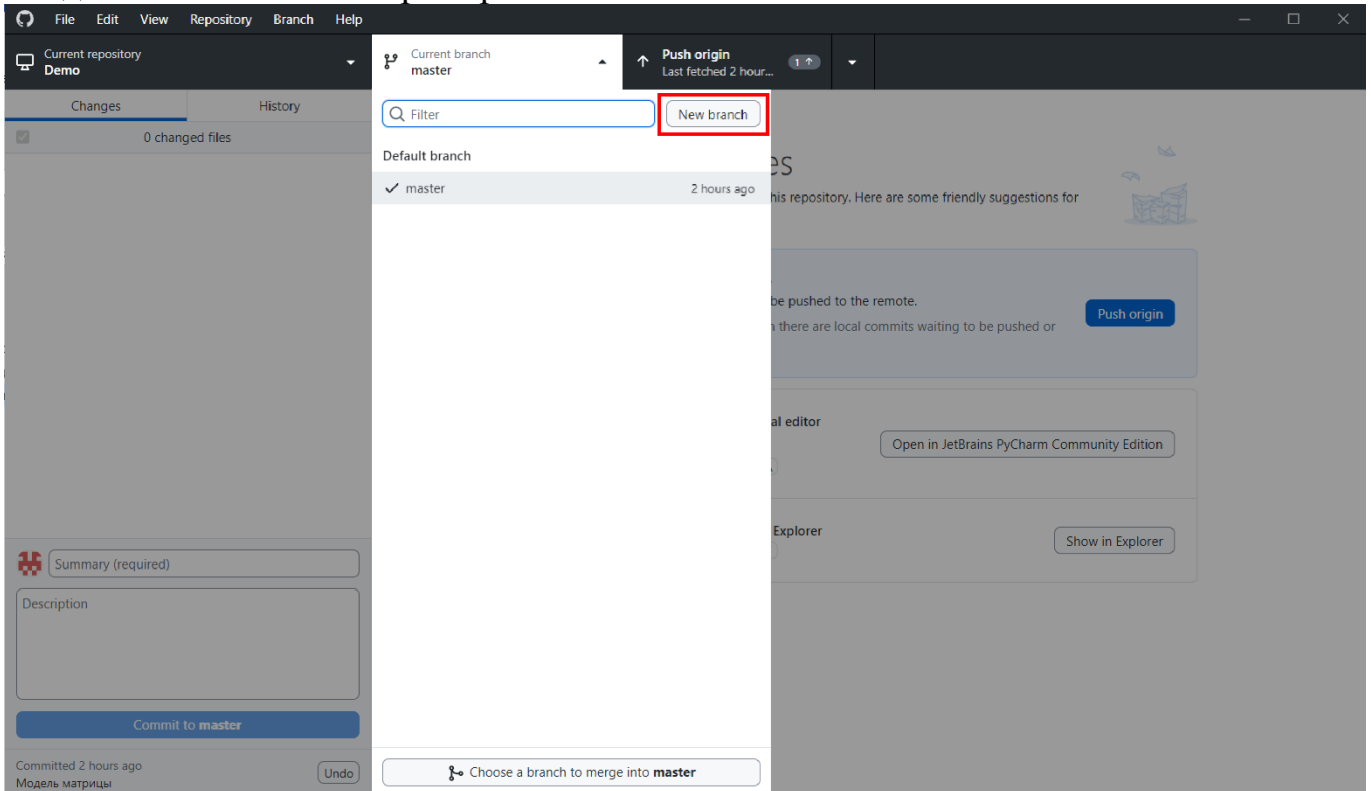 File Edit View Repository Branch Help
Current repository
Demo
Current branch
master
Push origin
Last fetched 2 hour...
1
Changes
History
0 changed files
Filter
New branch
Default branch
master
2 hours ago
es
his repository. Here are some friendly suggestions for
be pushed to the remote.
there are local commits waiting to be pushed or
Push origin
al editor
Open in JetBrains PyCharm Community Edition
Explorer
Show in Explorer
Summary (required)
Description
Commit to master
Committed 2 hours ago
Модель матрицы
Undo
Choose a branch to merge into master